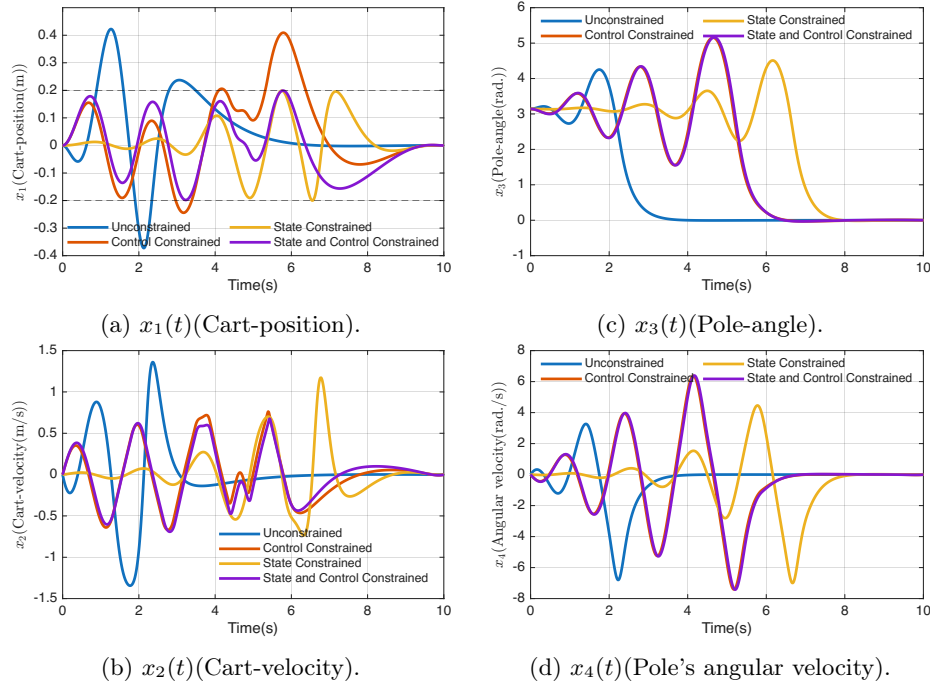 0.4
0.3
0.2
0.1
0
-0.1
-0.2
-0.3
-0.4
x₁(Cart-position(m))
Unconstrained
Control Constrained
State Constrained
State and Control Constrained
0 2 4 6 8 10
Time(s)
(a) x₁(t)(Cart-position).
6
5
4
3
2
1
0
-1
x₃(Pole-angle(rad.))
Unconstrained
Control Constrained
State Constrained
State and Control Constrained
0 2 4 6 8 10
Time(s)
(c) x₃(t)(Pole-angle).
1.5
1
0.5
0
-0.5
-1
-1.5
x₂(Cart-velocity(m/s))
Unconstrained
Control Constrained
State Constrained
State and Control Constrained
0 2 4 6 8 10
Time(s)
(b) x₂(t)(Cart-velocity).
8
6
4
2
0
-2
-4
-6
-8
x₄(Angular velocity(rad./s))
Unconstrained
Control Constrained
State Constrained
State and Control Constrained
0 2 4 6 8 10
Time(s)
(d) x₄(t)(Pole's angular velocity).